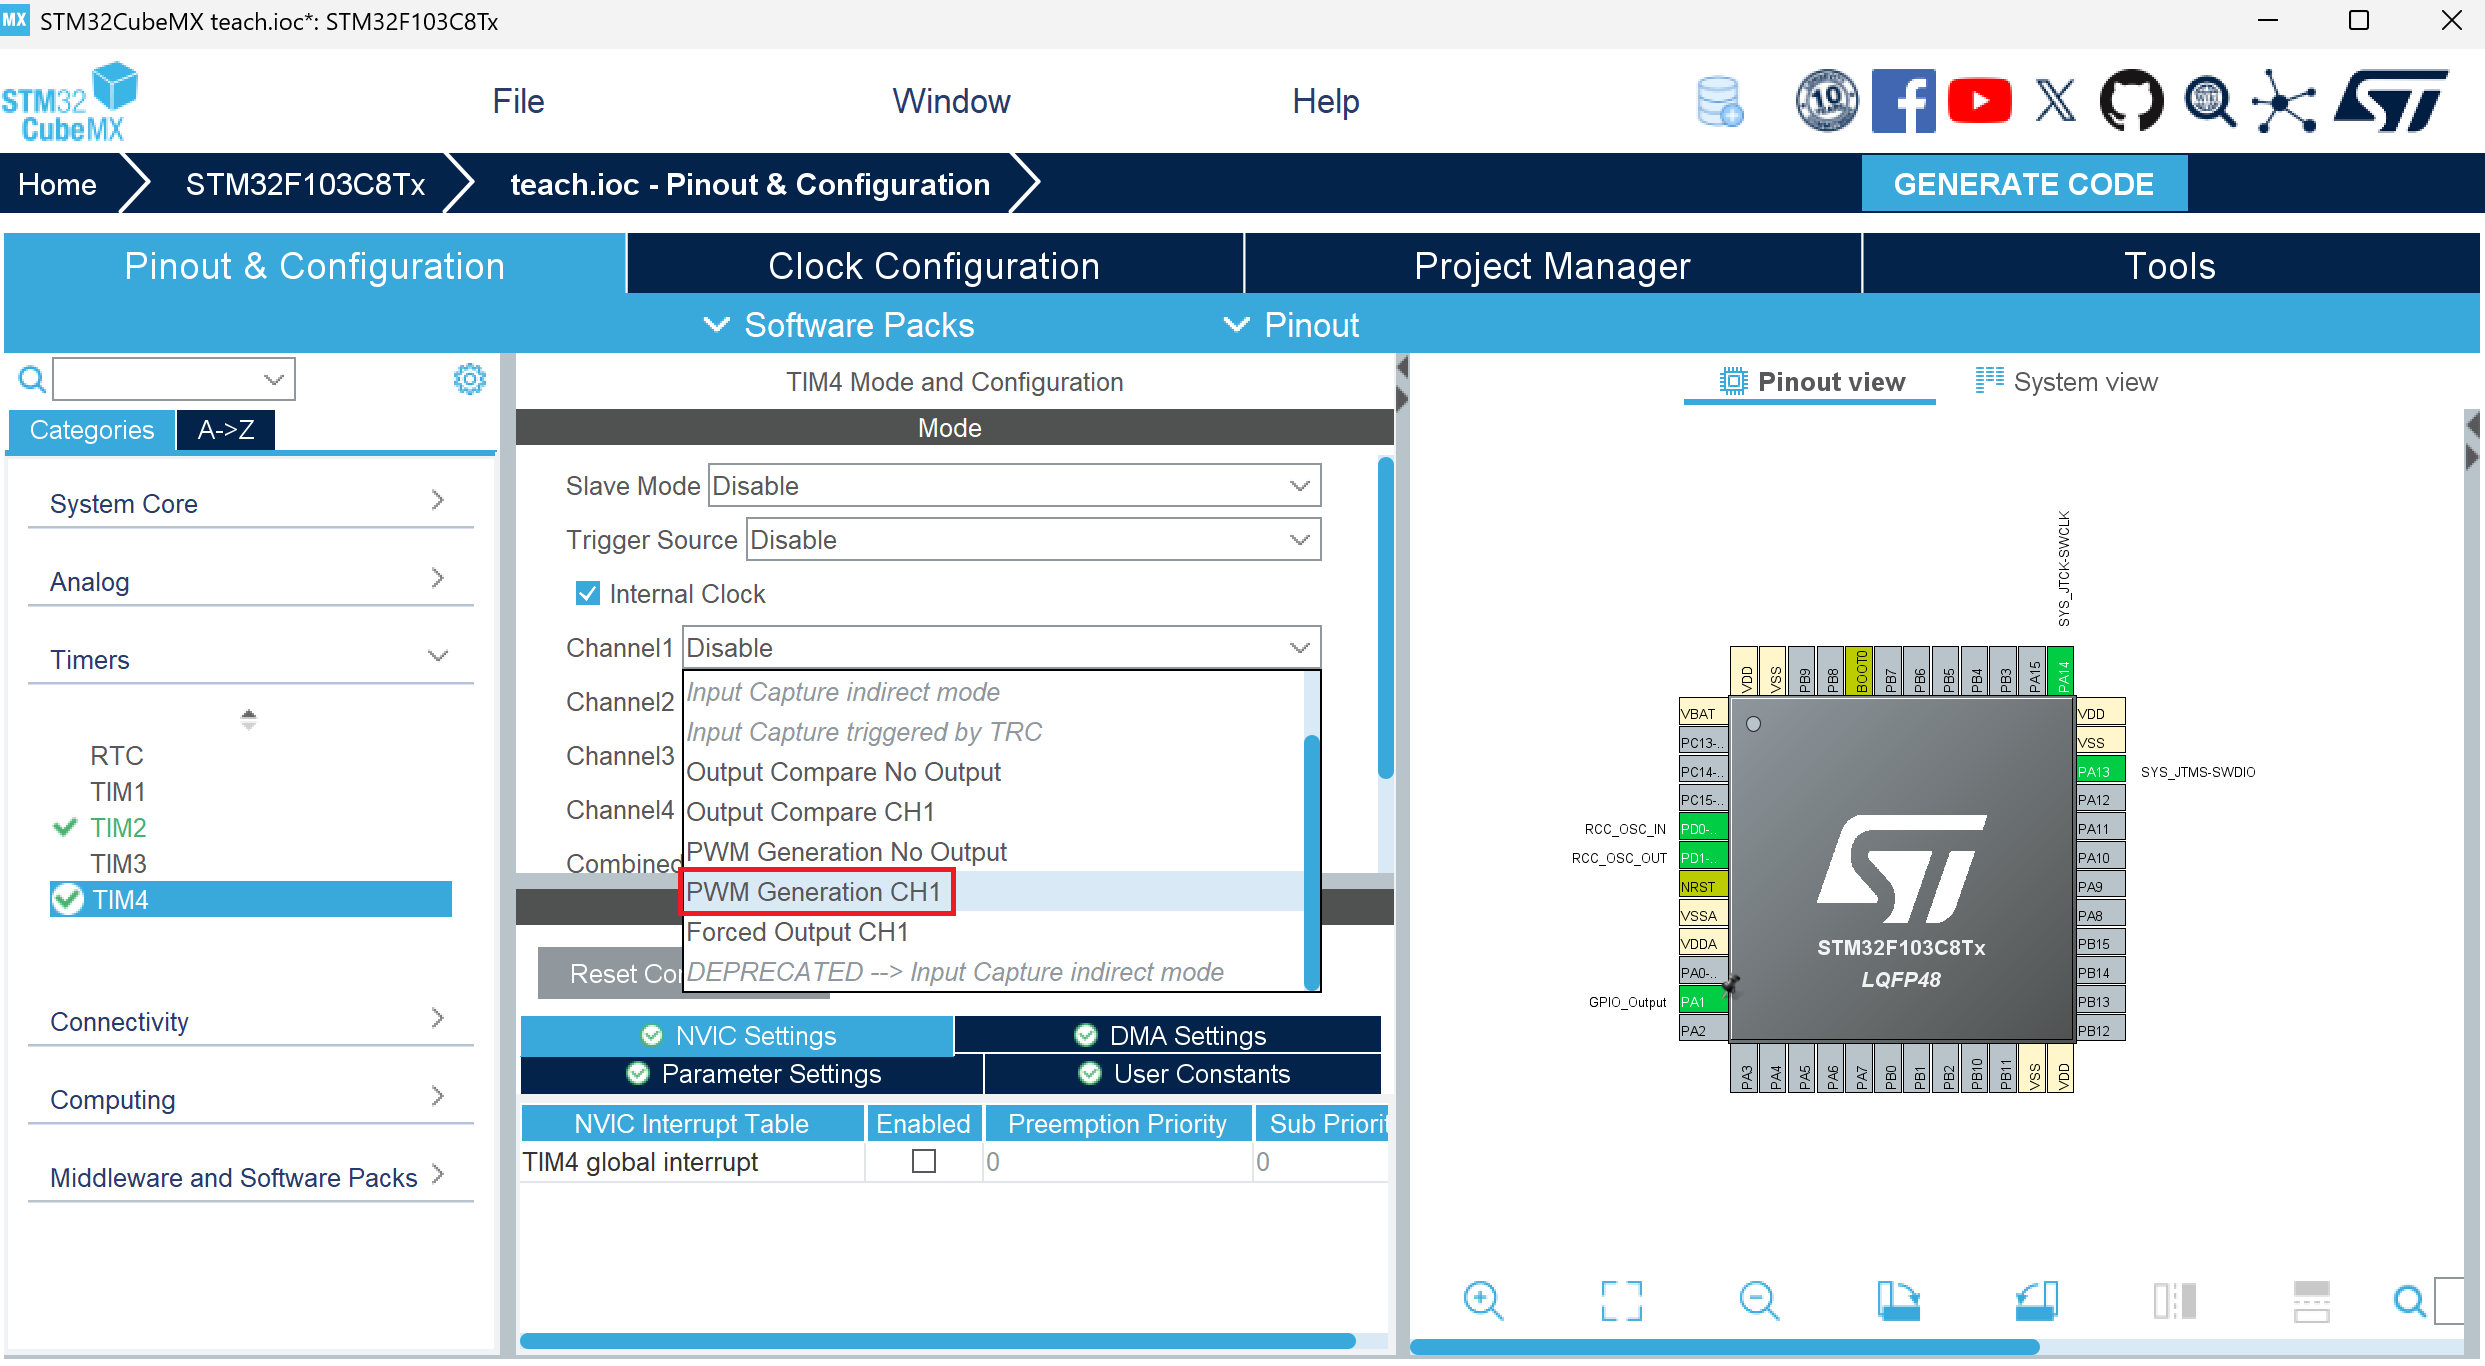 MX STM32CubeMX teach.ioc*: STM32F103C8Tx
STM32
CubeMX
File
Window
Help
10
Home
STM32F103C8Tx
teach.ioc - Pinout & Configuration
GENERATE CODE
Pinout & Configuration
Clock Configuration
Project Manager
Tools
Software Packs
Pinout
Categories
A->Z
System Core
Analog
Timers
RTC
TIM1
TIM2
TIM3
TIM4
Connectivity
Computing
Middleware and Software Packs
TIM4 Mode and Configuration
Mode
Slave Mode Disable
Trigger Source Disable
Internal Clock
Channel1 Disable
Channel2
Channel3
Channel4
Combined
Input Capture indirect mode
Input Capture triggered by TRC
Output Compare No Output
Output Compare CH1
PWM Generation No Output
PWM Generation CH1
Forced Output CH1
DEPRECATED --> Input Capture indirect mode
Reset Co
NVIC Settings
DMA Settings
Parameter Settings
User Constants
NVIC Interrupt Table
Enabled
Preemption Priority
Sub Priorit
TIM4 global interrupt
0
0
Pinout view
System view
SYS_JTCK-SWCLK
VDD
VSS
PB9
PB8
BOOT0
PB7
PB6
PB5
PB4
PB3
PA15
PA14
VBAT
PC13-..
PC14-..
PC15-..
RCC_OSC_IN
PD0-..
RCC_OSC_OUT
PD1-..
NRST
VSSA
VDDA
PA0-..
GPIO_Output
PA1
PA2
ST
STM32F103C8Tx
LQFP48
VDD
VSS
PA13
SYS_JTMS-SWDIO
PA12
PA11
PA10
PA9
PA8
PB15
PB14
PB13
PB12
PA3
PA4
PA5
PA6
PA7
PB0
PB1
PB2
PB10
PB11
VSS
VDD